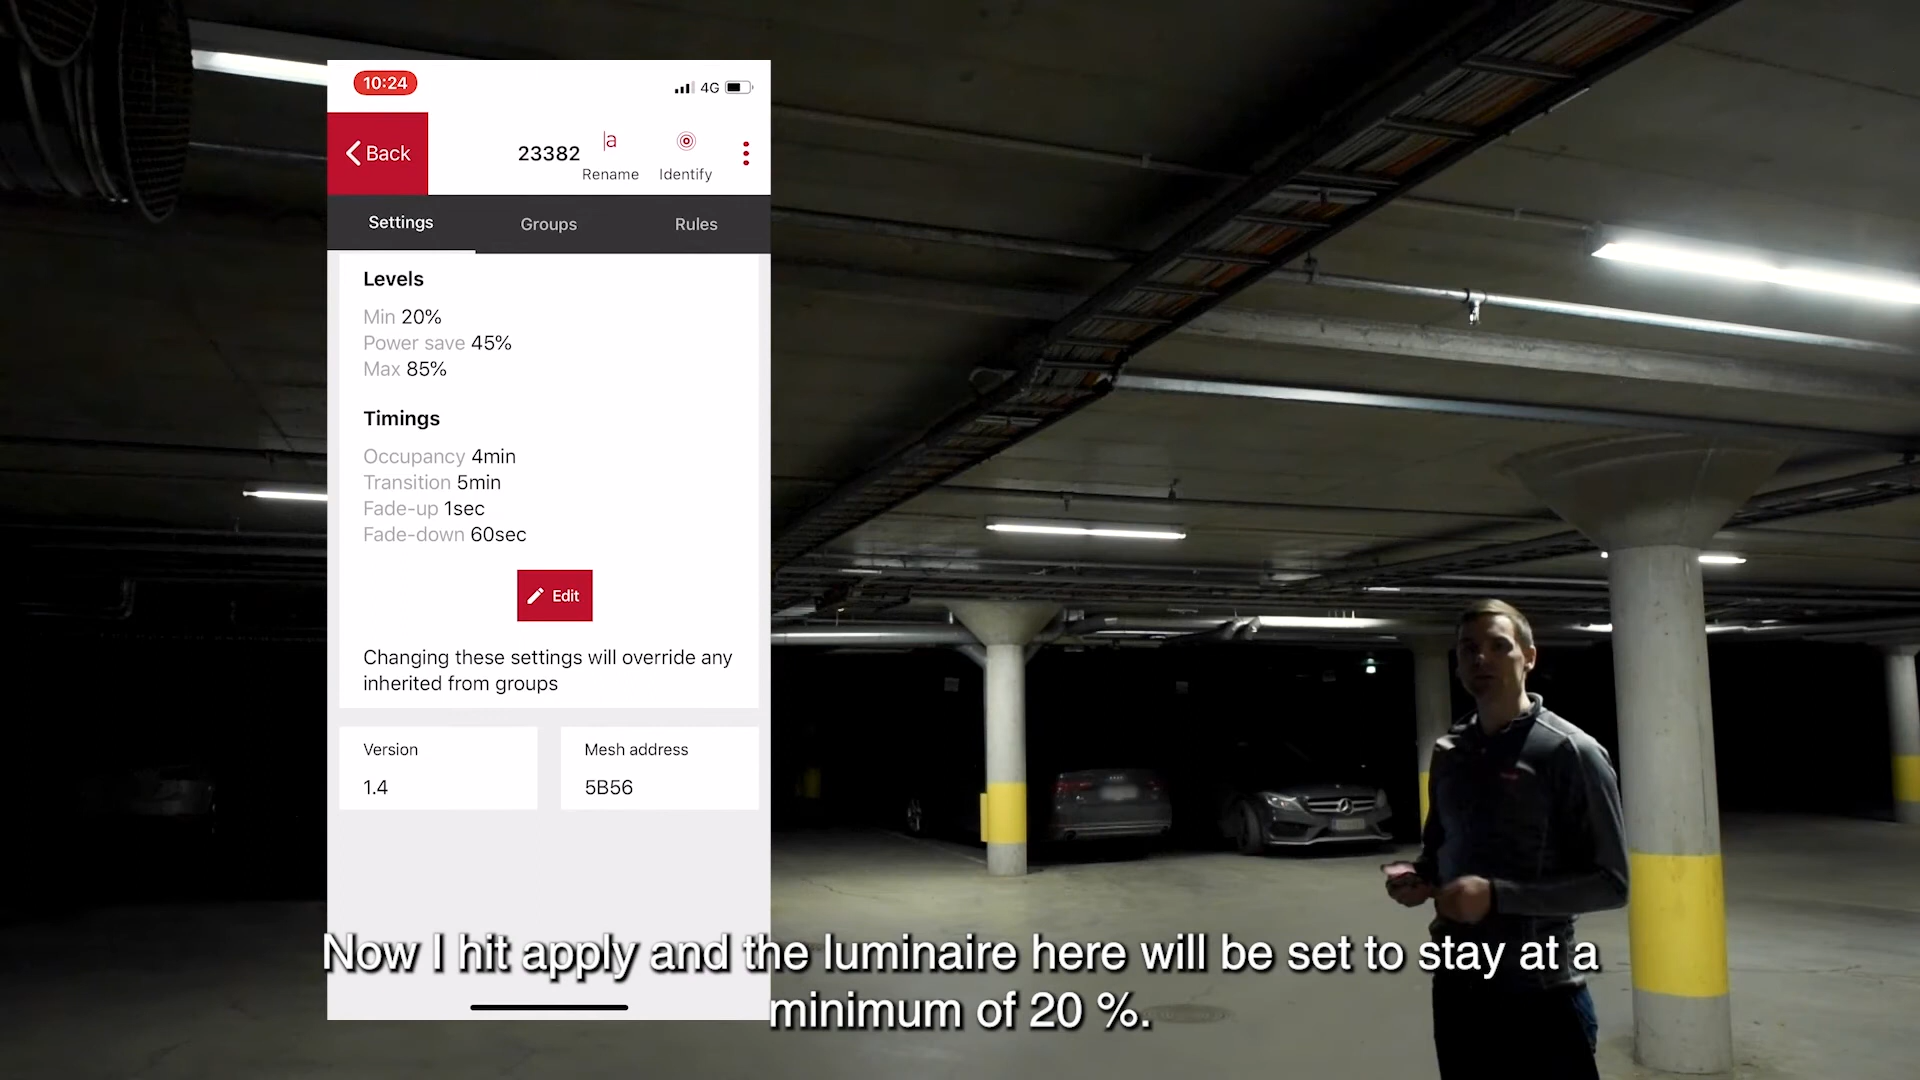 10:24
4G
Back
23382
|a
Rename
Identify
Settings
Groups
Rules
Levels
Min 20%
Power save 45%
Max 85%
Timings
Occupancy 4min
Transition 5min
Fade-up 1sec
Fade-down 60sec
Edit
Changing these settings will override any
inherited from groups
Version
1.4
Mesh address
5B56
Now I hit apply and the luminaire here will be set to stay at a
minimum of 20 %.